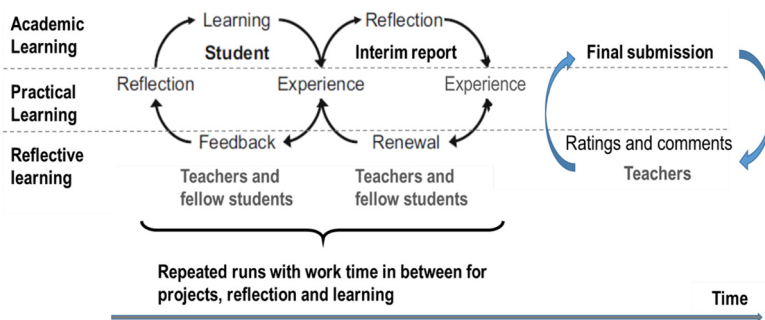 Academic
Learning
Learning
Reflection
Student
Interim report
Final submission
Practical
Learning
Reflection
Experience
Experience
Reflective
learning
Feedback
Renewal
Ratings and comments
Teachers
Teachers and
fellow students
Teachers and
fellow students
Repeated runs with work time in between for
projects, reflection and learning
Time